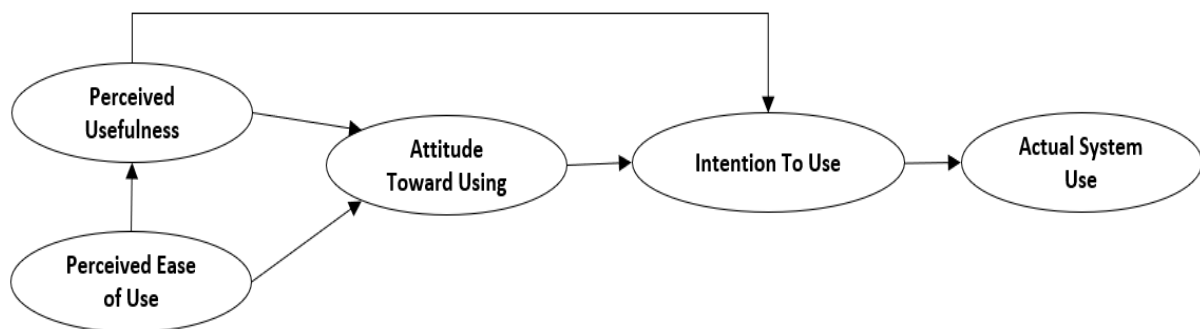 Perceived
Usefulness
Attitude
Toward Using
Intention To Use
Actual System
Use
Perceived Ease
of Use